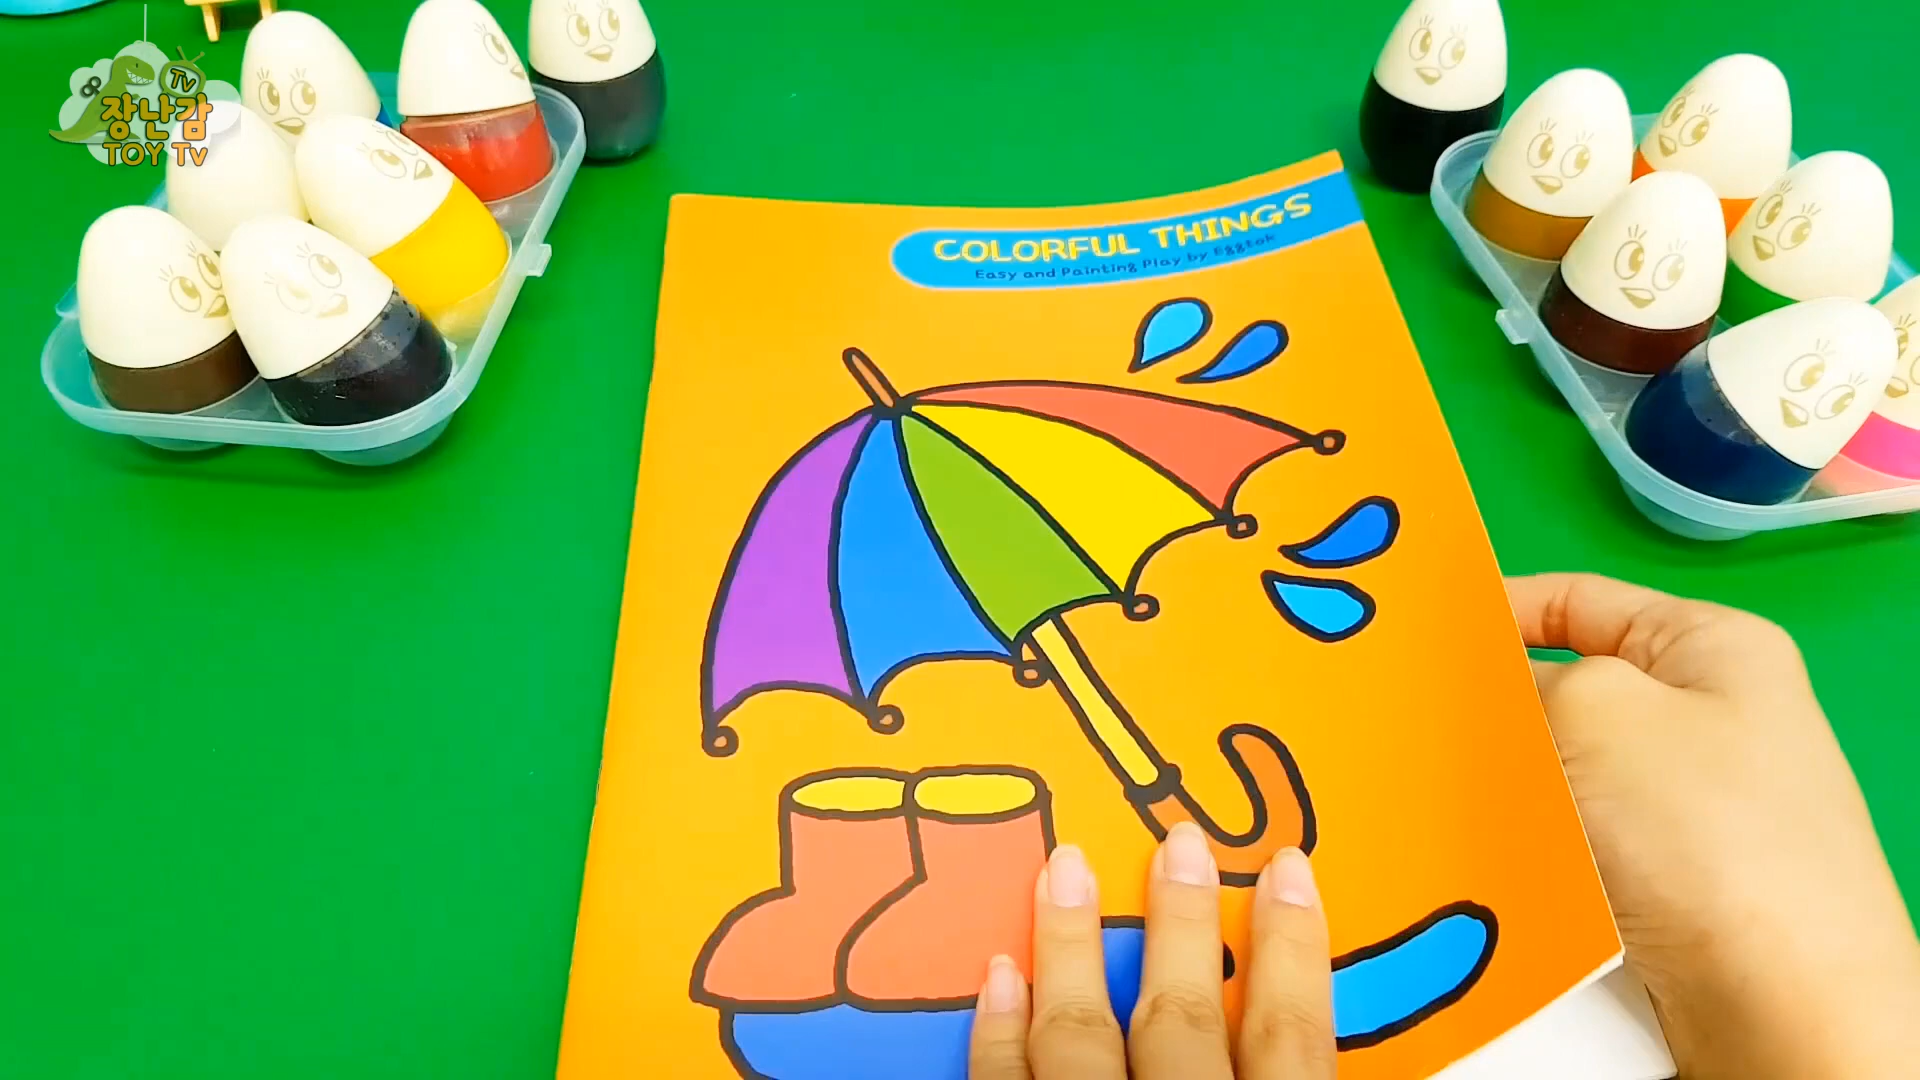 TV
장난감
TOY TV
COLORFUL THINGS
Easy and Painting Play by Eggtok